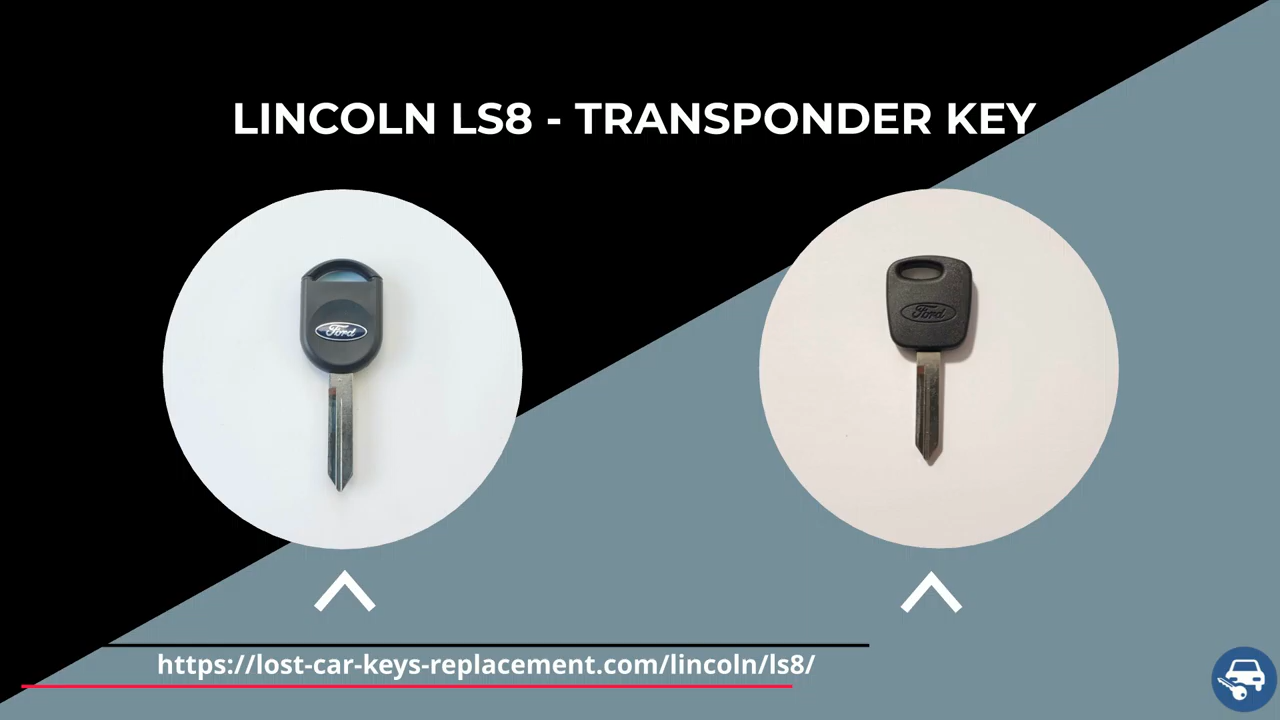 LINCOLN LS8 - TRANSPONDER KEY
Ford
Ford
https://lost-car-keys-replacement.com/lincoln/ls8/